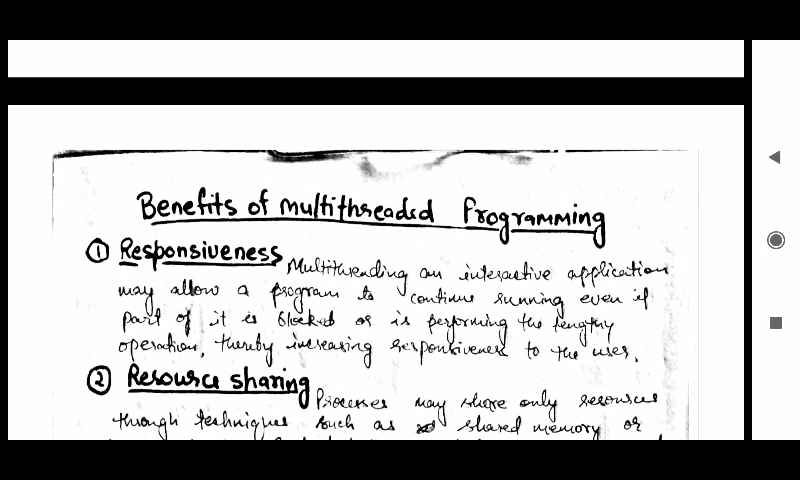 Benefits of multithreaded Programming
① Responsiveness Multithreading an interactive application
may allow a program to continue running even if
part of it is blocked or is performing the lengthy
operation, thereby increasing responsiveness to the user.
② Resource sharing Processes may share only resources
through techniques such as shared memory or